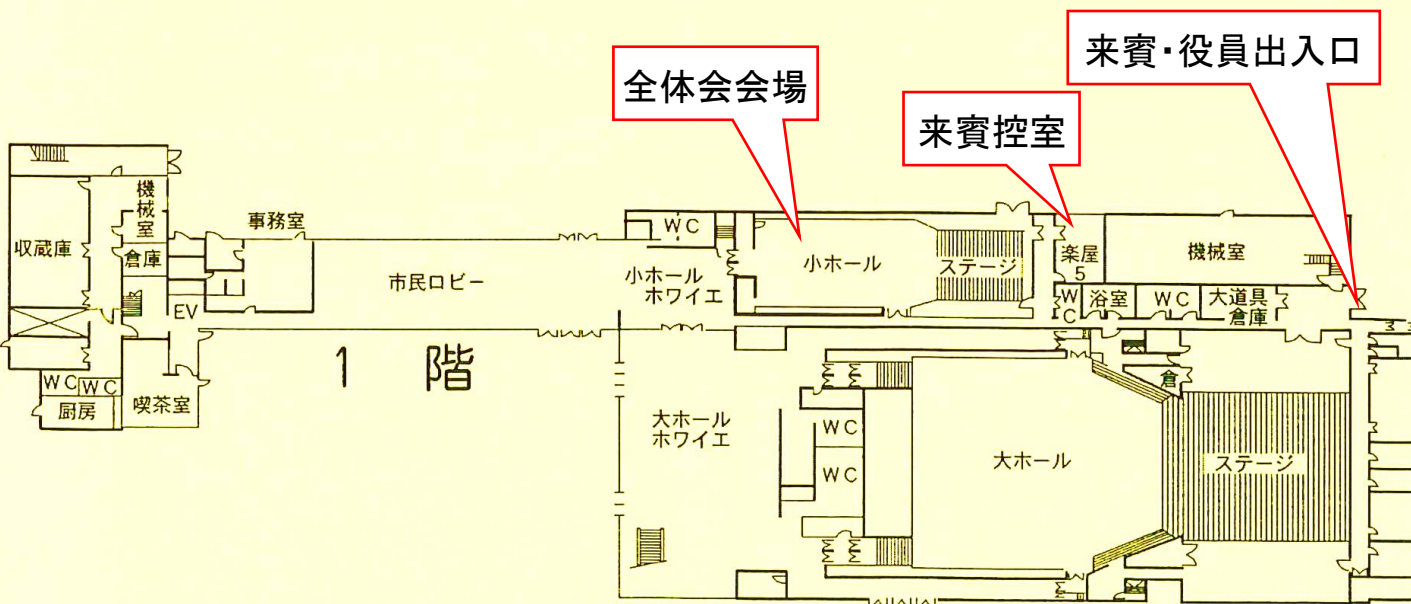 来賓・役員出入口
全体会会場
来賓控室
機械室
事務室
WC
収蔵庫
倉庫
市民ロビー
小ホール
ホワイエ
小ホール
ステージ
楽屋
5
機械室
EV
WC
浴室
WC
大道具
倉庫
1 階
倉
WC
WC
厨房
喫茶室
大ホール
ホワイエ
WC
WC
大ホール
ステージ